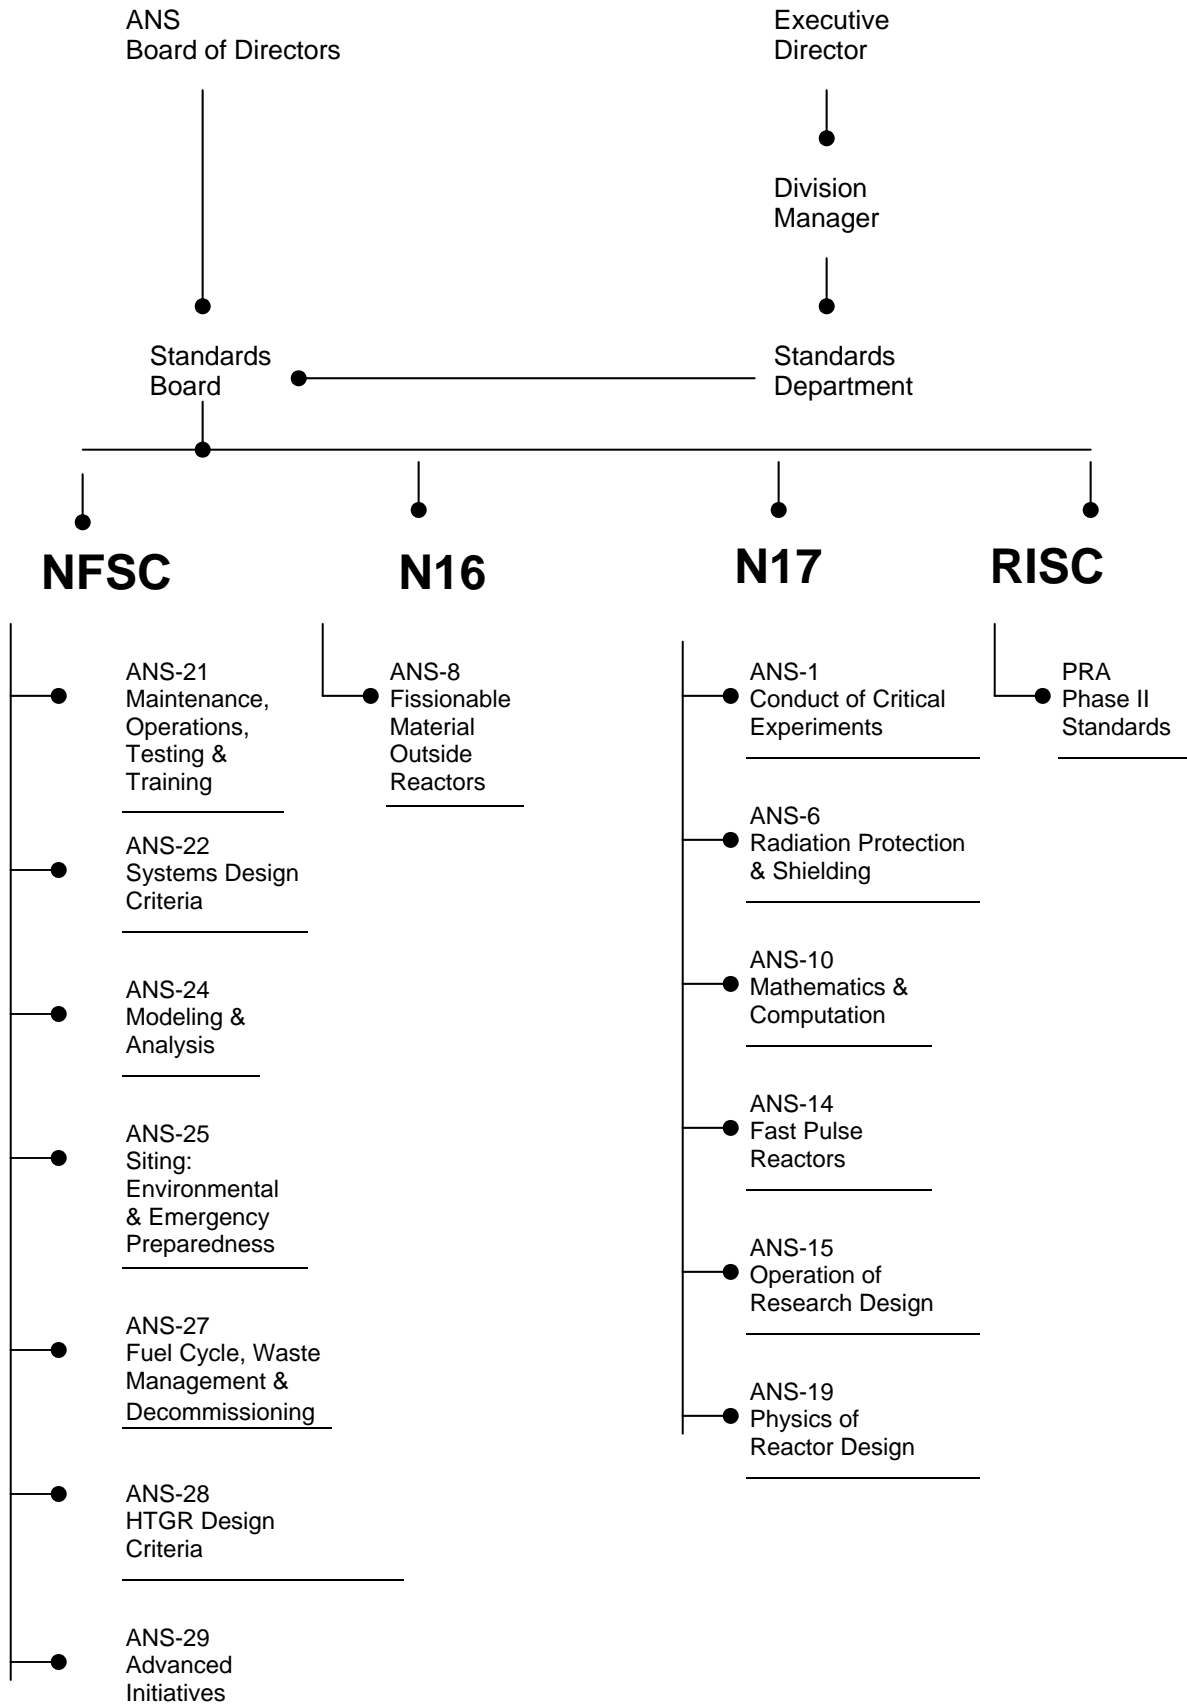 ANS
Board of Directors
Executive
Director
Division
Manager
Standards
Board
Standards
Department
NFSC
N16
N17
RISC
ANS-21
Maintenance,
Operations,
Testing &
Training
ANS-22
Systems Design
Criteria
ANS-24
Modeling &
Analysis
ANS-25
Siting:
Environmental
& Emergency
Preparedness
ANS-27
Fuel Cycle, Waste
Management &
Decommissioning
ANS-28
HTGR Design
Criteria
ANS-29
Advanced
Initiatives
ANS-8
Fissionable
Material
Outside
Reactors
ANS-1
Conduct of Critical
Experiments
ANS-6
Radiation Protection
& Shielding
ANS-10
Mathematics &
Computation
ANS-14
Fast Pulse
Reactors
ANS-15
Operation of
Research Design
ANS-19
Physics of
Reactor Design
PRA
Phase II
Standards